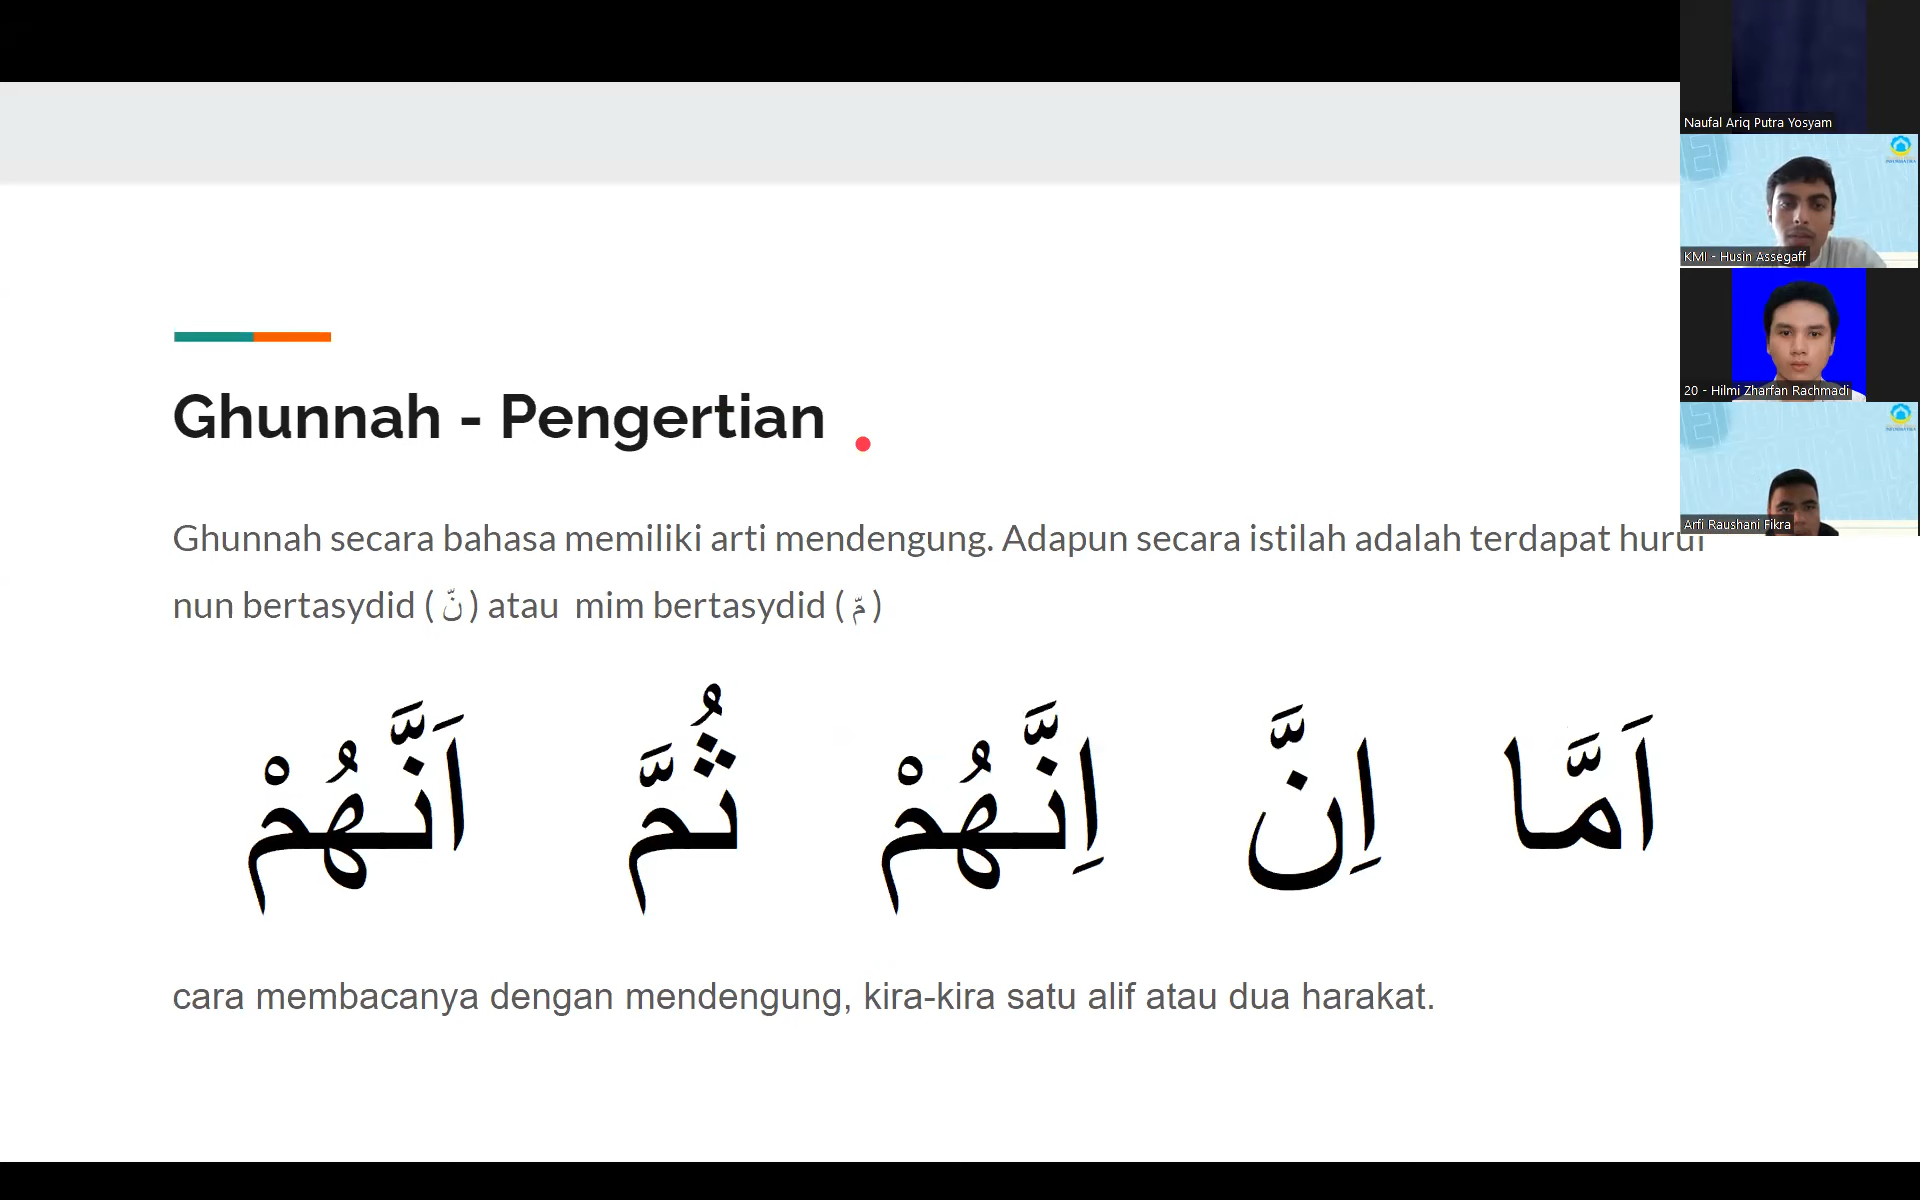 Ghunnah - Pengertian
Ghunnah secara bahasa memiliki arti mendengung. Adapun secara istilah adalah terdapat huruf
nun bertasydid ( نّ ) atau mim bertasydid ( مّ )
اَمَّا اِنَّ اِنَّهُمْ ثُمَّ اَنَّهُمْ
cara membacanya dengan mendengung, kira-kira satu alif atau dua harakat.
Naufal Ariq Putra Yosyam
KMI - Husin Assegaff
20 - Hilmi Zharfan Rachmadi
Arfi Raushani Fikra